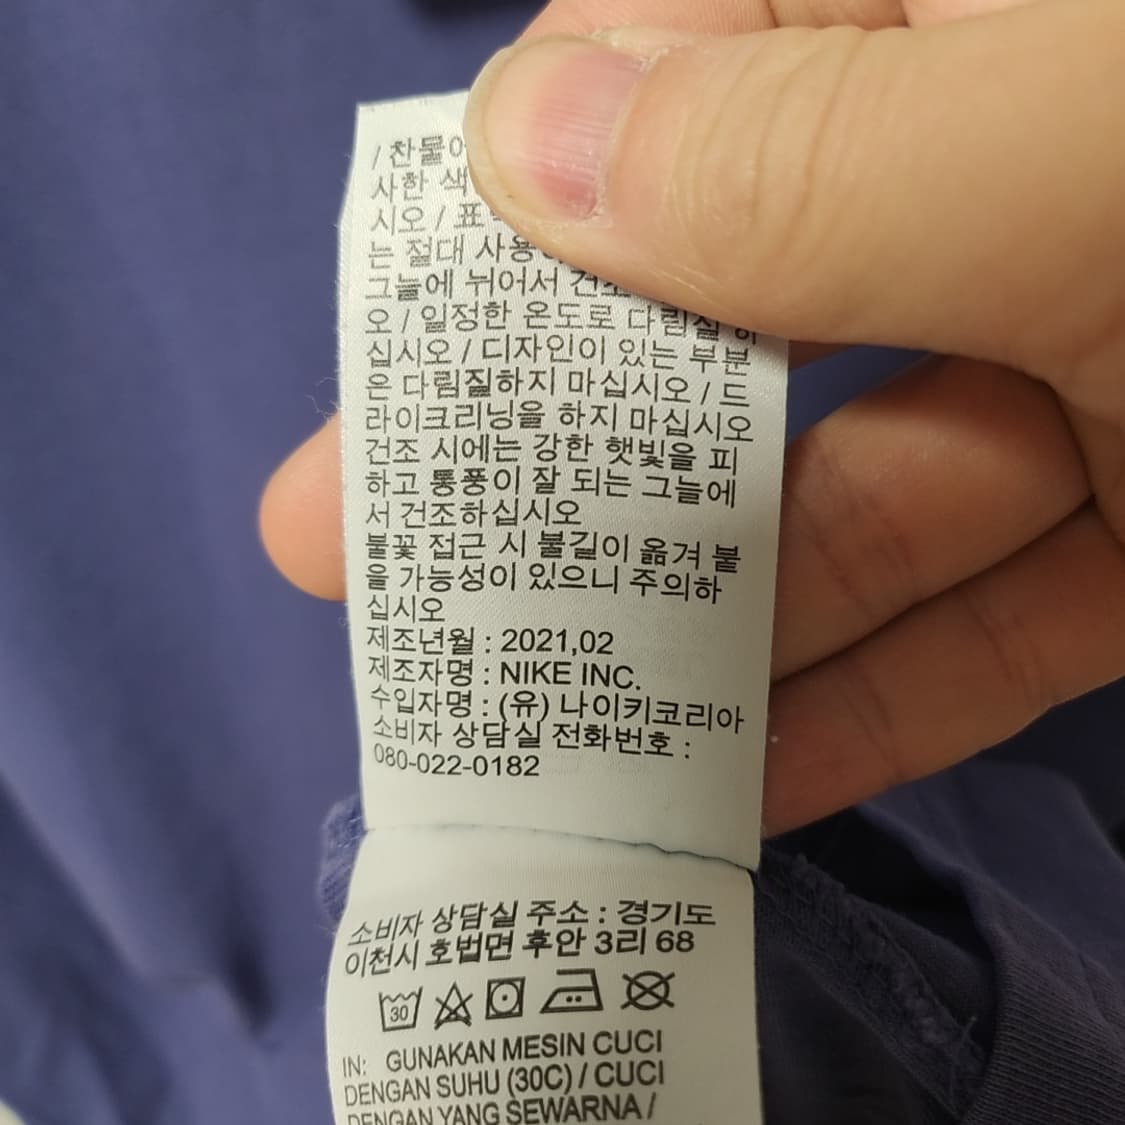 / 찬물에
사한 색
시오 / 표
는 절대 사용
그늘에 뉘어서 건조
오 / 일정한 온도로 다림질 하
십시오 / 디자인이 있는 부분
은 다림질하지 마십시오 / 드
라이크리닝을 하지 마십시오
건조 시에는 강한 햇빛을 피
하고 통풍이 잘 되는 그늘에
서 건조하십시오
불꽃 접근 시 불길이 옮겨 붙
을 가능성이 있으니 주의하
십시오
제조년월 : 2021,02
제조자명 : NIKE INC.
수입자명 : (유) 나이키코리아
소비자 상담실 전화번호 :
080-022-0182
소비자 상담실 주소 : 경기도
이천시 호법면 후안 3리 68
30
IN: GUNAKAN MESIN CUCI
DENGAN SUHU (30C) / CUCI
DENGAN YANG SEWARNA /